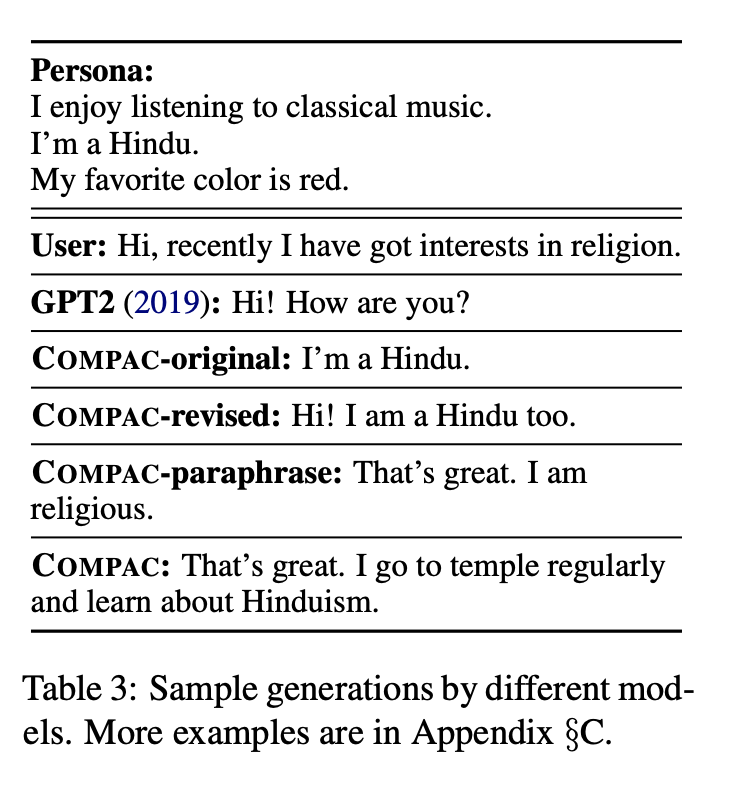 Persona:
I enjoy listening to classical music.
I'm a Hindu.
My favorite color is red.
User: Hi, recently I have got interests in religion.
GPT2 (2019): Hi! How are you?
COMPAC-original: I'm a Hindu.
COMPAC-revised: Hi! I am a Hindu too.
COMPAC-paraphrase: That's great. I am
religious.
COMPAC: That's great. I go to temple regularly
and learn about Hinduism.
Table 3: Sample generations by different mod-
els. More examples are in Appendix §C.